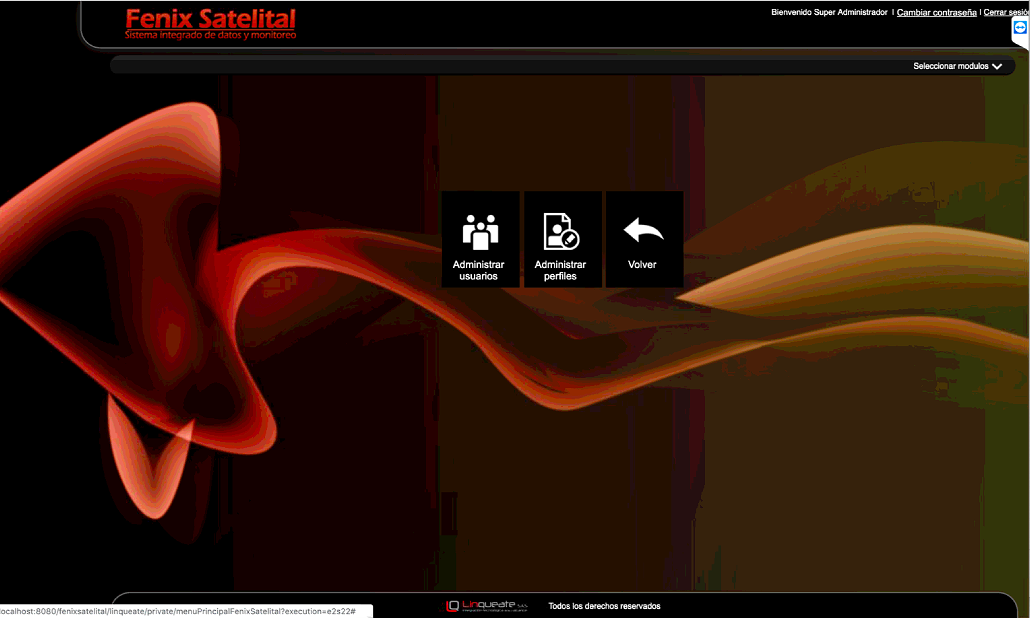 Fenix Satelital
Sistema integrado de datos y monitoreo
Bienvenido Super Administrador | Cambiar contraseña | Cerrar sesió
Seleccionar modulos
Administrar
usuarios
Administrar
perfiles
Volver
Linqueate S.A.S.
Todos los derechos reservados
localhost:8080/fenixsatelital/linqueate/private/menuPrincipalFenixSatelital?execution=e2s22#